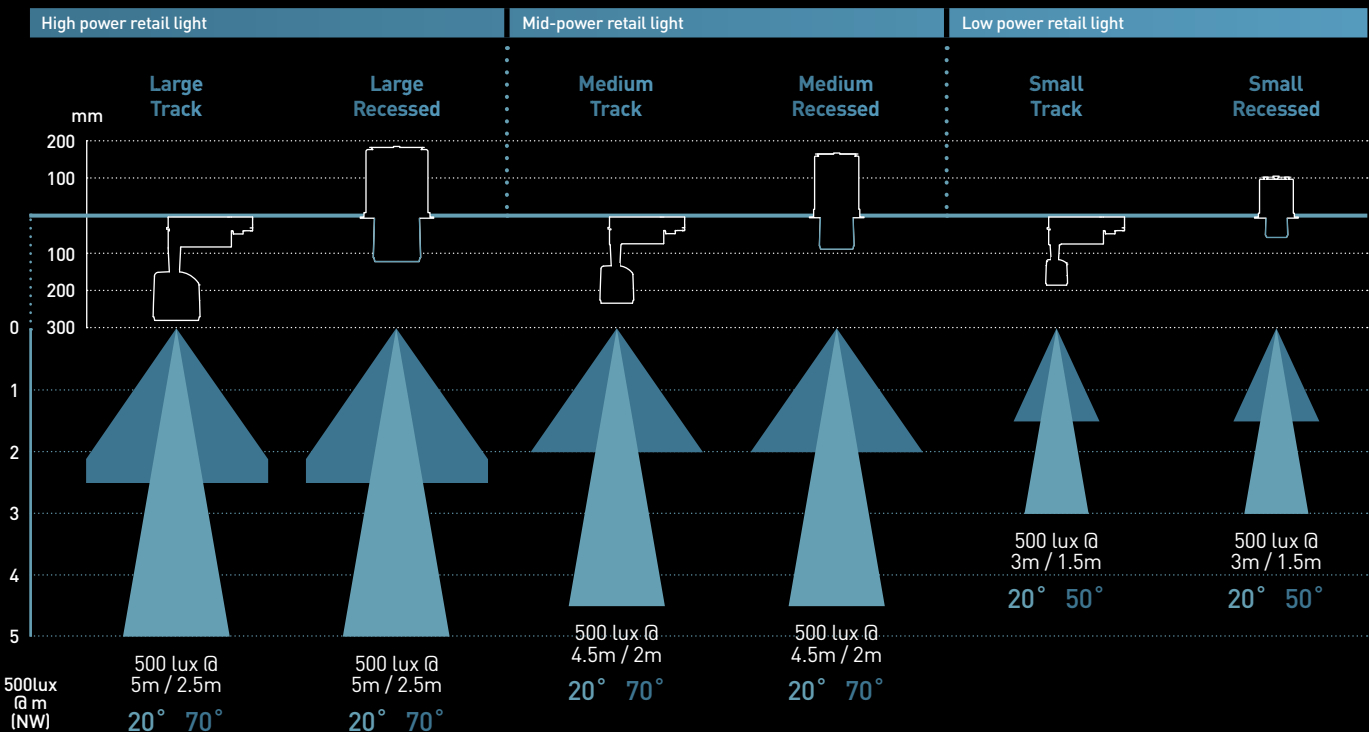 High power retail light
Mid-power retail light
Low power retail light
Large
Track
Large
Recessed
Medium
Track
Medium
Recessed
Small
Track
Small
Recessed
mm
200
100
100
200
0
300
1
2
3
4
5
500lux
@ m
(NW)
500 lux @
5m / 2.5m
20° 70°
500 lux @
5m / 2.5m
20° 70°
500 lux @
4.5m / 2m
20° 70°
500 lux @
4.5m / 2m
20° 70°
500 lux @
3m / 1.5m
20° 50°
500 lux @
3m / 1.5m
20° 50°